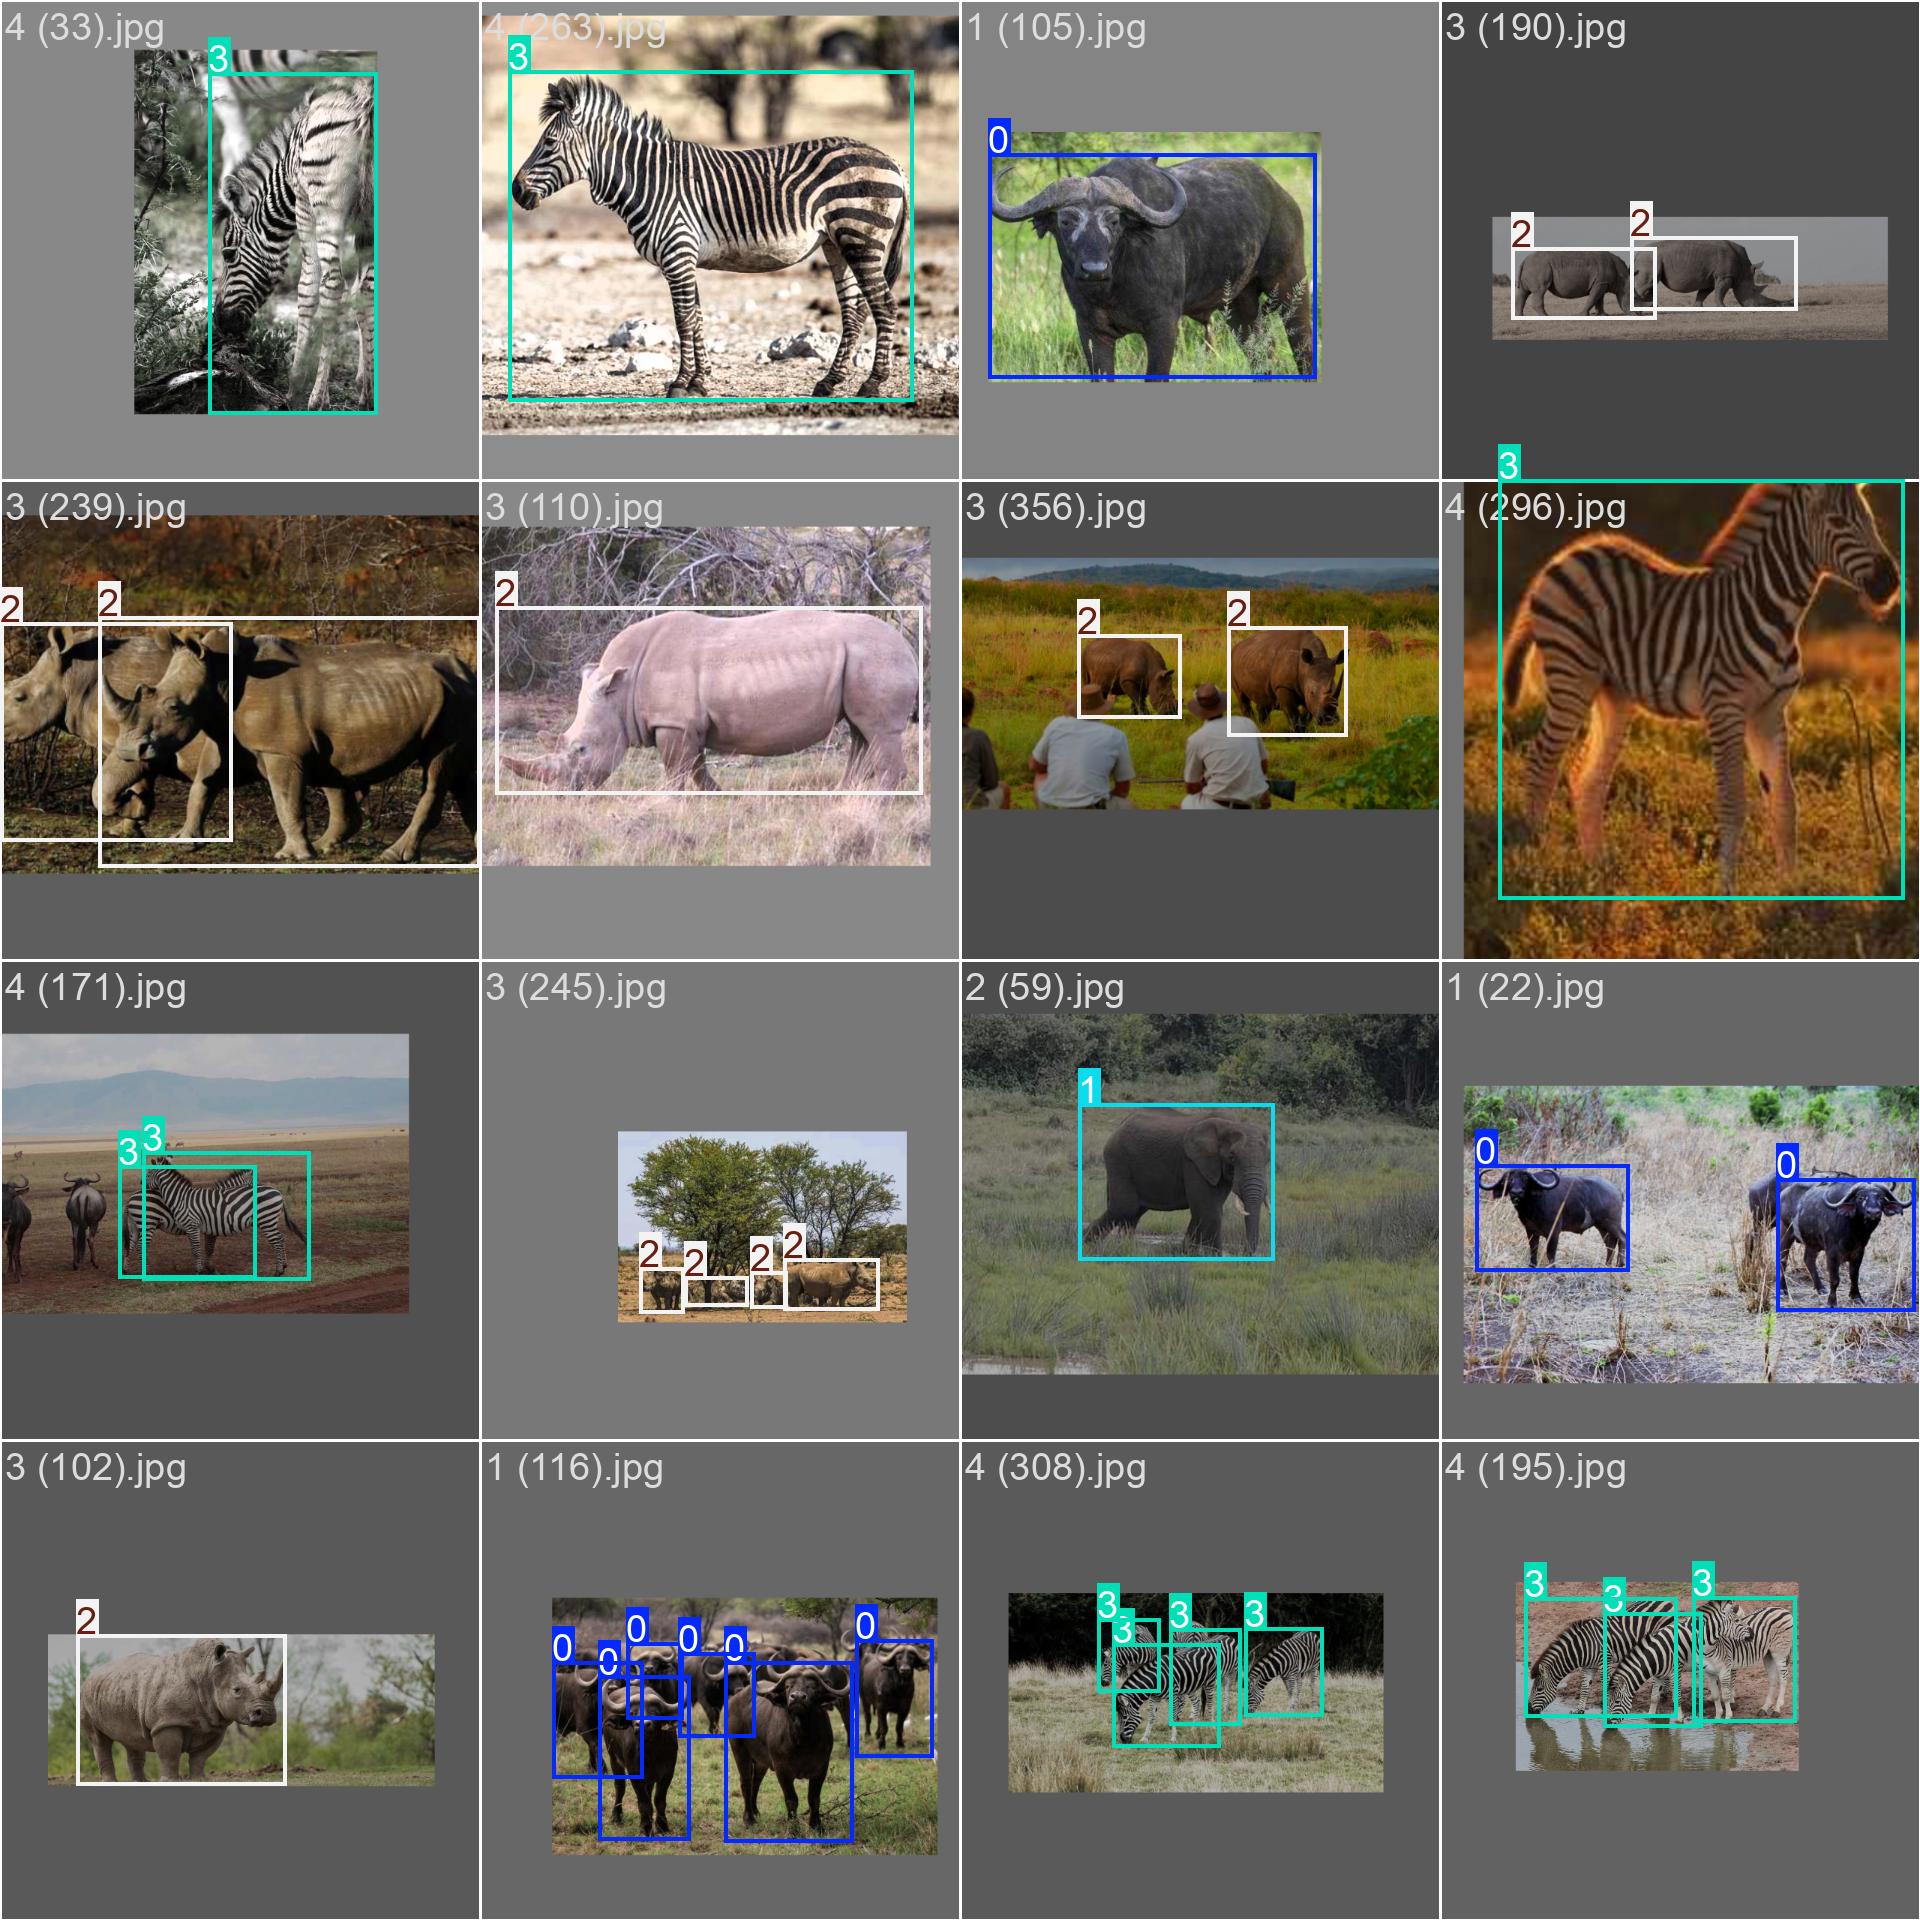 4 (33).jpg
3
4 (263).jpg
3
1 (105).jpg
0
3 (190).jpg
2
2
3 (239).jpg
2
2
3 (110).jpg
2
3 (356).jpg
2
2
4 (296).jpg
3
4 (171).jpg
3
3
3 (245).jpg
2
2
2
2
2 (59).jpg
1
1 (22).jpg
0
0
3 (102).jpg
2
1 (116).jpg
0
0
0
0
0
0
4 (308).jpg
3
3
3
3
4 (195).jpg
3
3
3